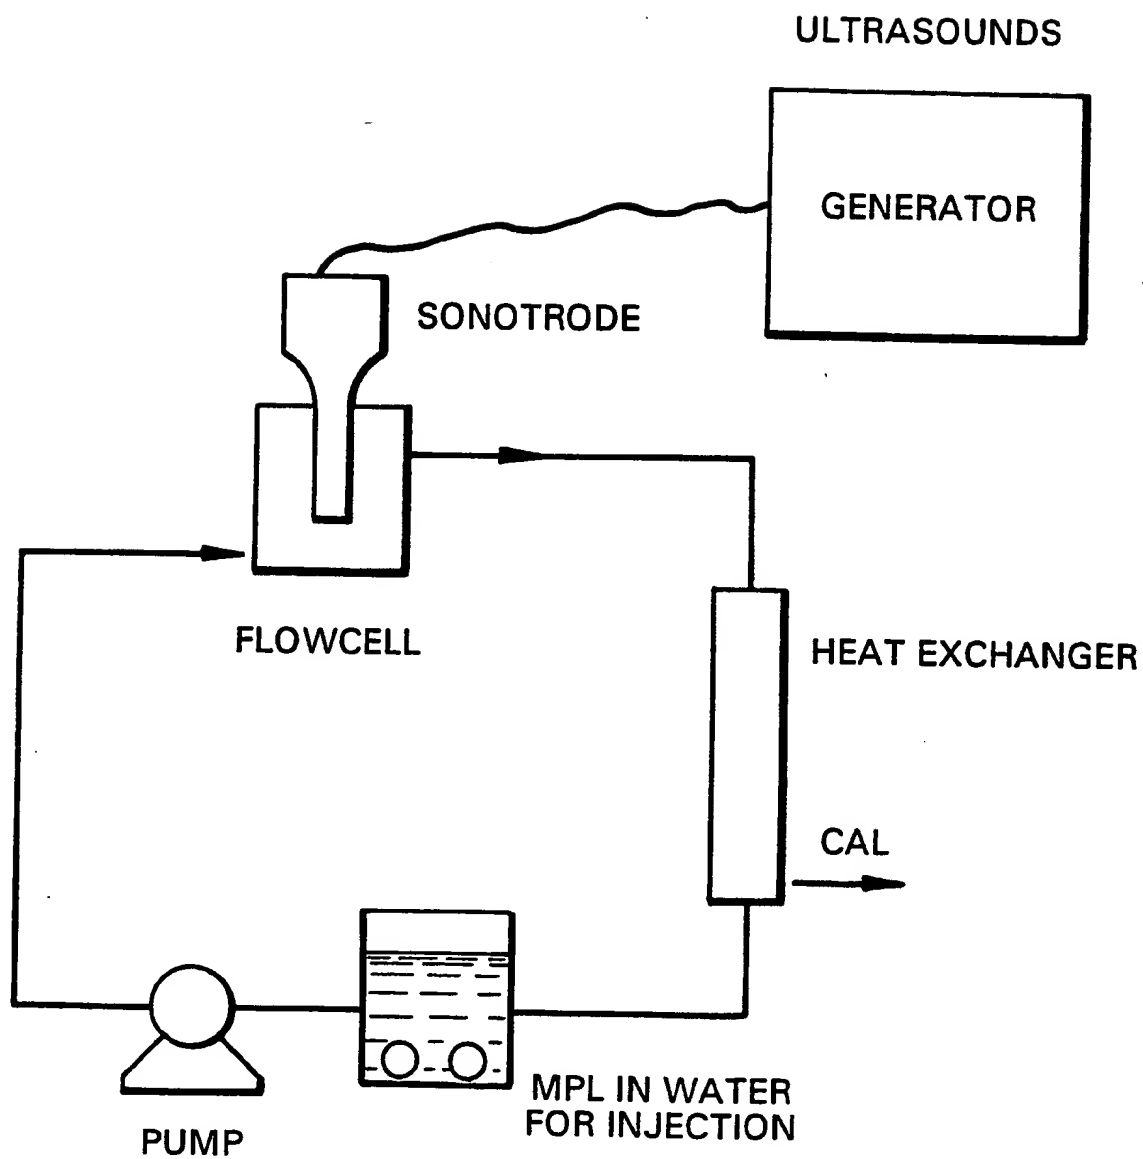 ULTRASOUNDS
GENERATOR
SONOTRODE
FLOWCELL
HEAT EXCHANGER
CAL
MPL IN WATER
FOR INJECTION
PUMP